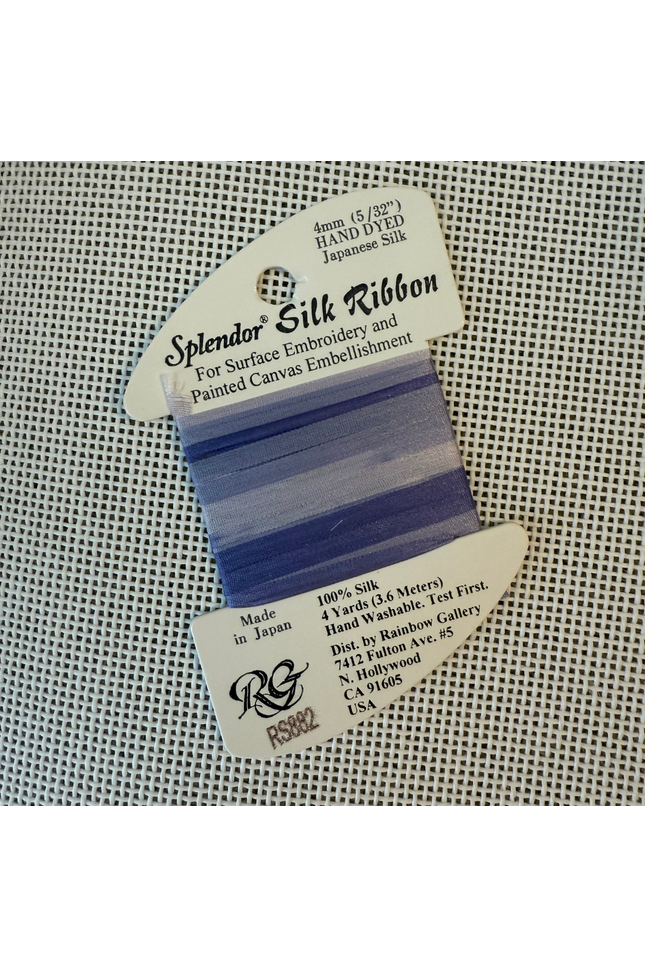 4mm (5/32")
HAND DYED
Japanese Silk
Splendor® Silk Ribbon
For Surface Embroidery and
Painted Canvas Embellishment
Made
in Japan
100% Silk
4 Yards (3.6 Meters)
Hand Washable. Test First.
Dist. by Rainbow Gallery
7412 Fulton Ave. #5
N. Hollywood
CA 91605
USA
RG
RS882